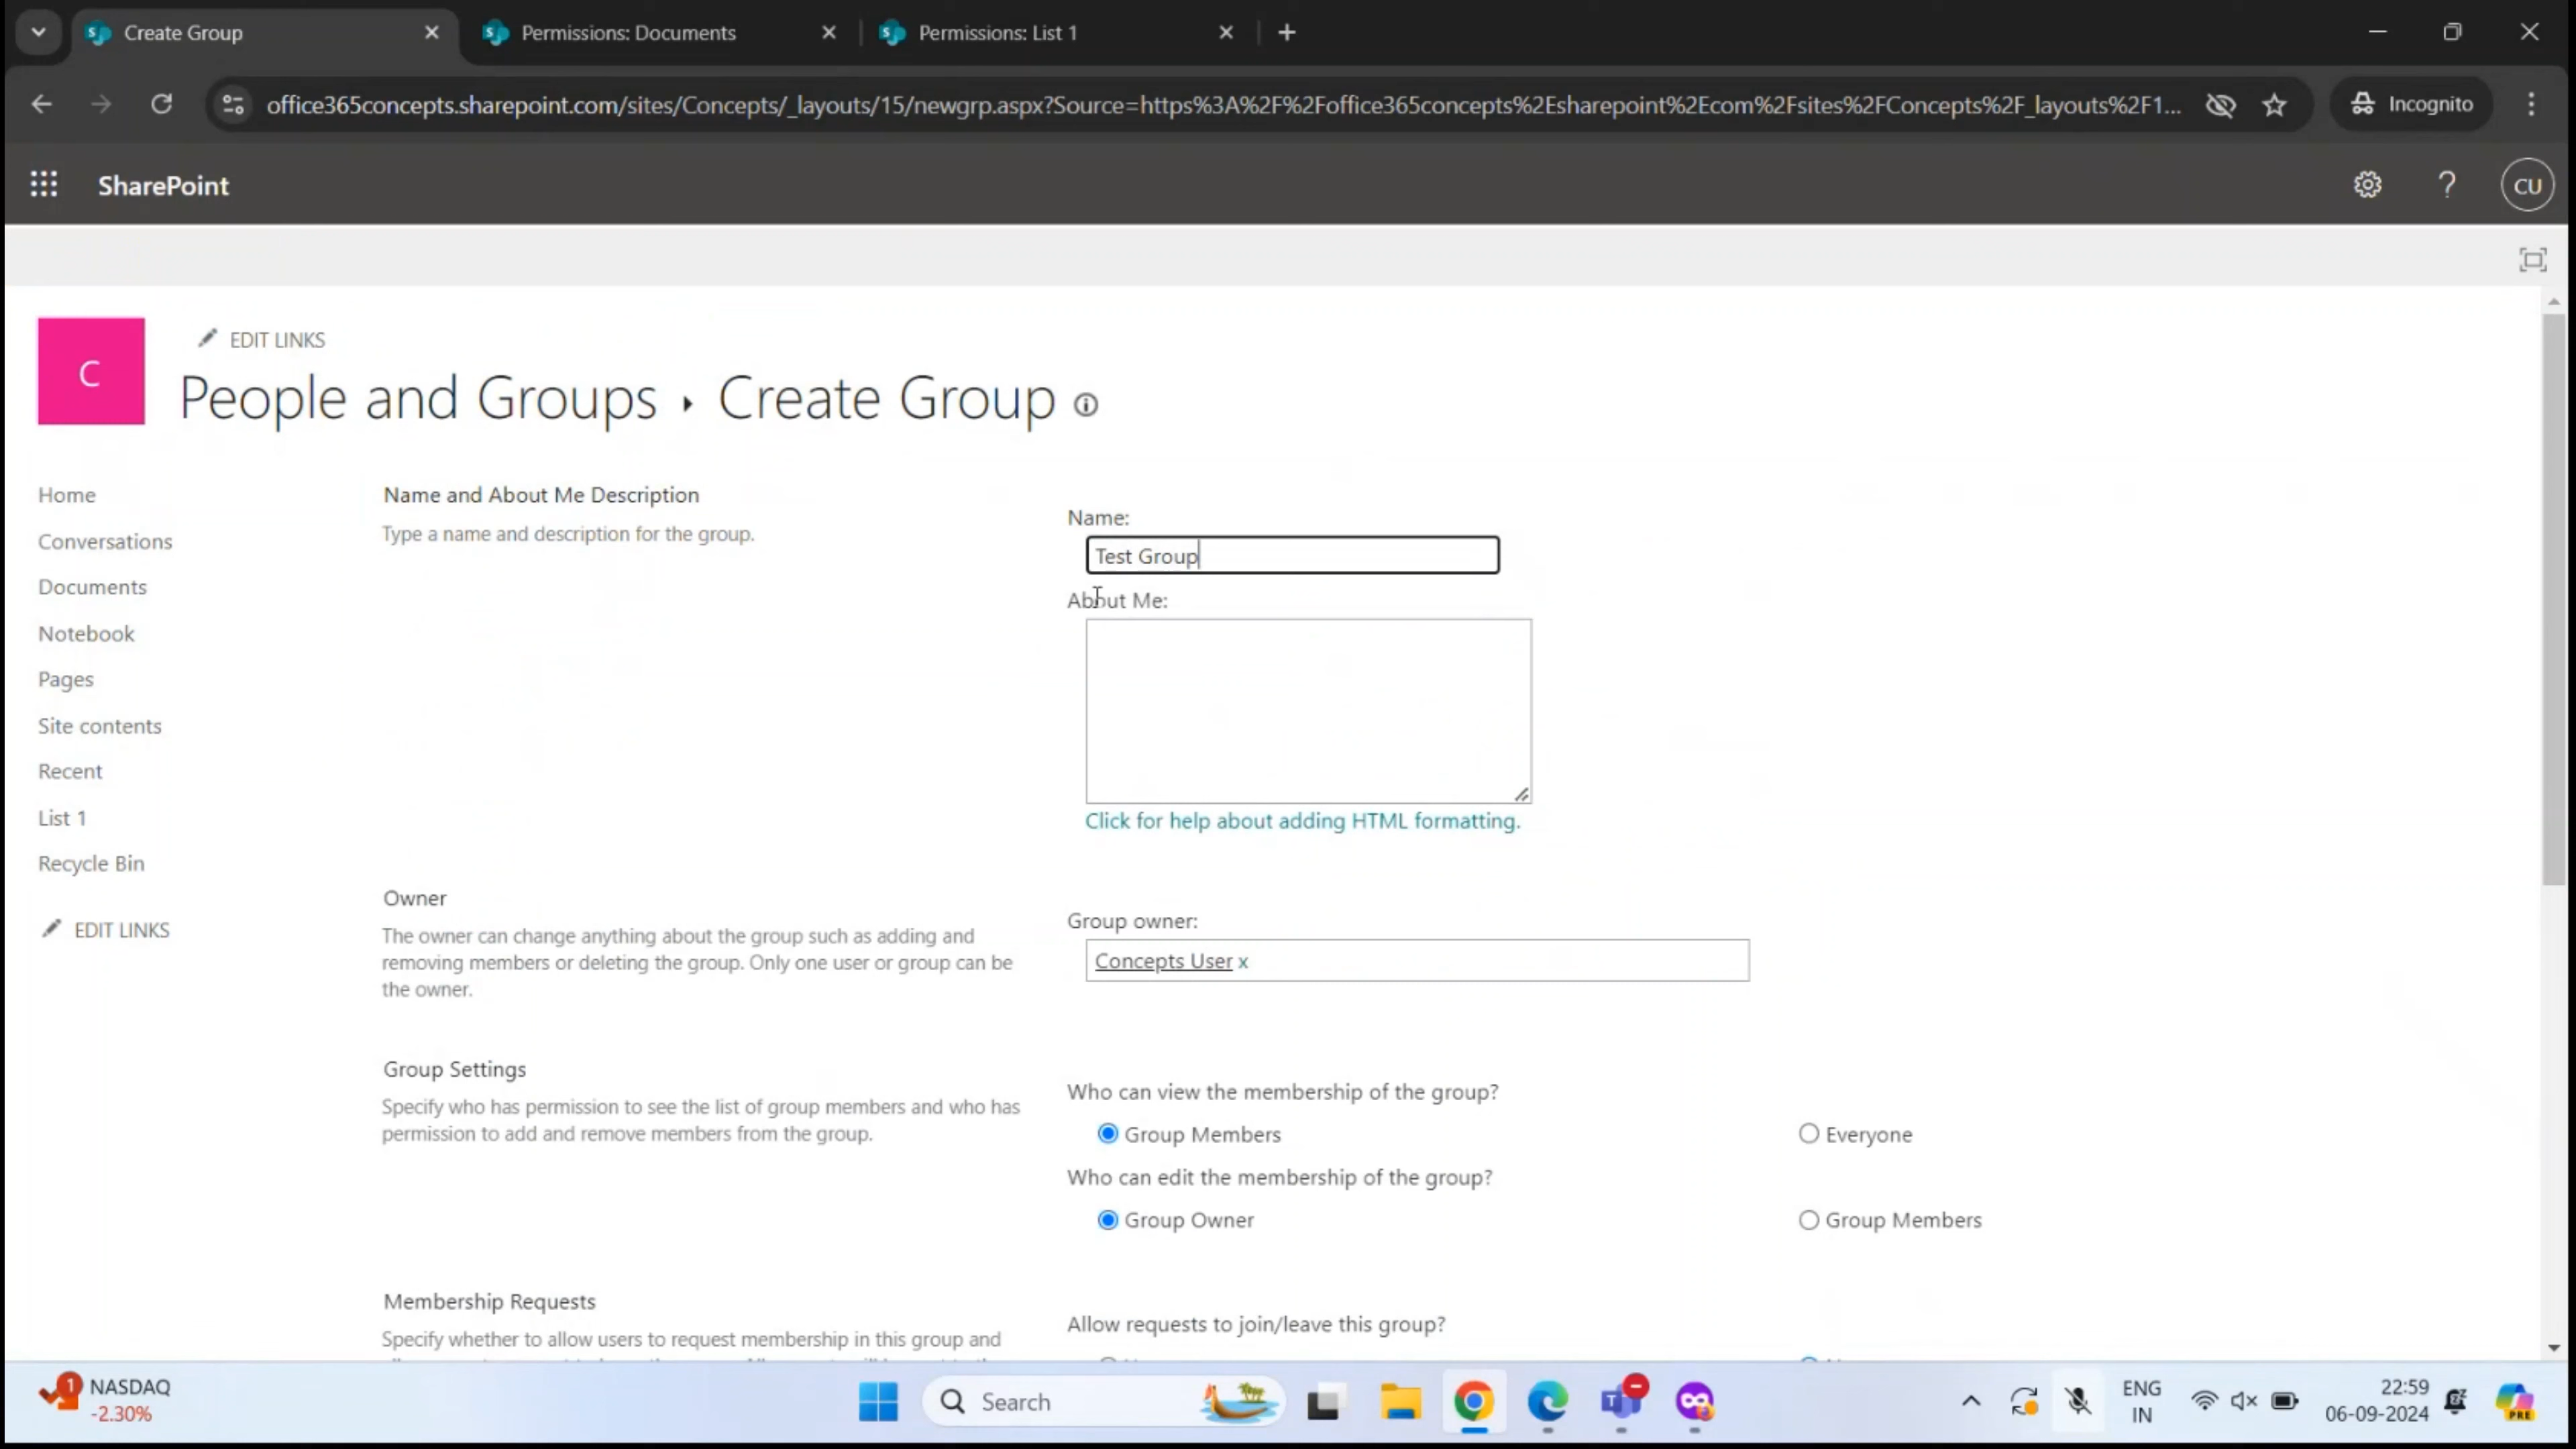 Create Group
Permissions: Documents
Permissions: List 1
office365concepts.sharepoint.com/sites/Concepts/_layouts/15/newgrp.aspx?Source=https%3A%2F%2Foffice365concepts%2Esharepoint%2Ecom%2Fsites%2FConcepts%2F_layouts%2F1...
Incognito
SharePoint
CU
C
EDIT LINKS
People and Groups ▸ Create Group
Home
Conversations
Documents
Notebook
Pages
Site contents
Recent
List 1
Recycle Bin
EDIT LINKS
Name and About Me Description
Type a name and description for the group.
Name:
Test Group
About Me:
Click for help about adding HTML formatting.
Owner
The owner can change anything about the group such as adding and
removing members or deleting the group. Only one user or group can be
the owner.
Group owner:
Concepts User x
Group Settings
Specify who has permission to see the list of group members and who has
permission to add and remove members from the group.
Who can view the membership of the group?
Group Members
Everyone
Who can edit the membership of the group?
Group Owner
Group Members
Membership Requests
Specify whether to allow users to request membership in this group and
Allow requests to join/leave this group?
1
NASDAQ
-2.30%
Search
ENG
IN
22:59
06-09-2024
PRE